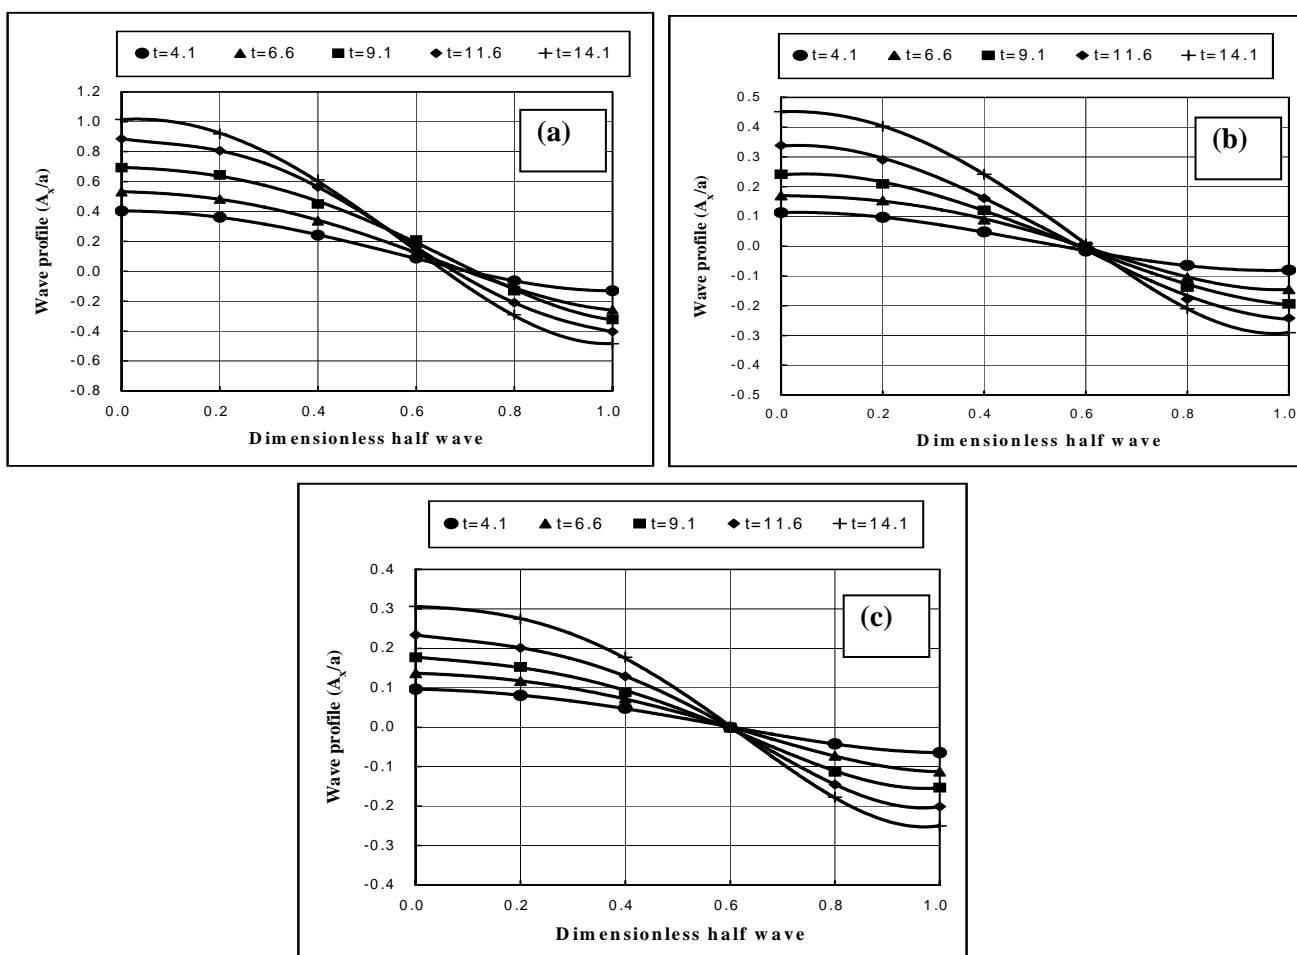 t=4.1 t=6.6 t=9.1 t=11.6 t=14.1
1.2
1.0
0.8
0.6
0.4
0.2
0.0
-0.2
-0.4
-0.6
-0.8
Wave profile (Ax/a)
(a)
0.0 0.2 0.4 0.6 0.8 1.0
Dimensionless half wave
t=4.1 t=6.6 t=9.1 t=11.6 t=14.1
0.5
0.4
0.3
0.2
0.1
0.0
-0.1
-0.2
-0.3
-0.5
Wave profile (Ax/a)
(b)
0.0 0.2 0.4 0.6 0.8 1.0
Dimensionless half wave
t=4.1 t=6.6 t=9.1 t=11.6 t=14.1
0.4
0.3
0.2
0.1
0.0
-0.1
-0.2
-0.3
-0.4
Wave profile (Ax/a)
(c)
0.0 0.2 0.4 0.6 0.8 1.0
Dimensionless half wave